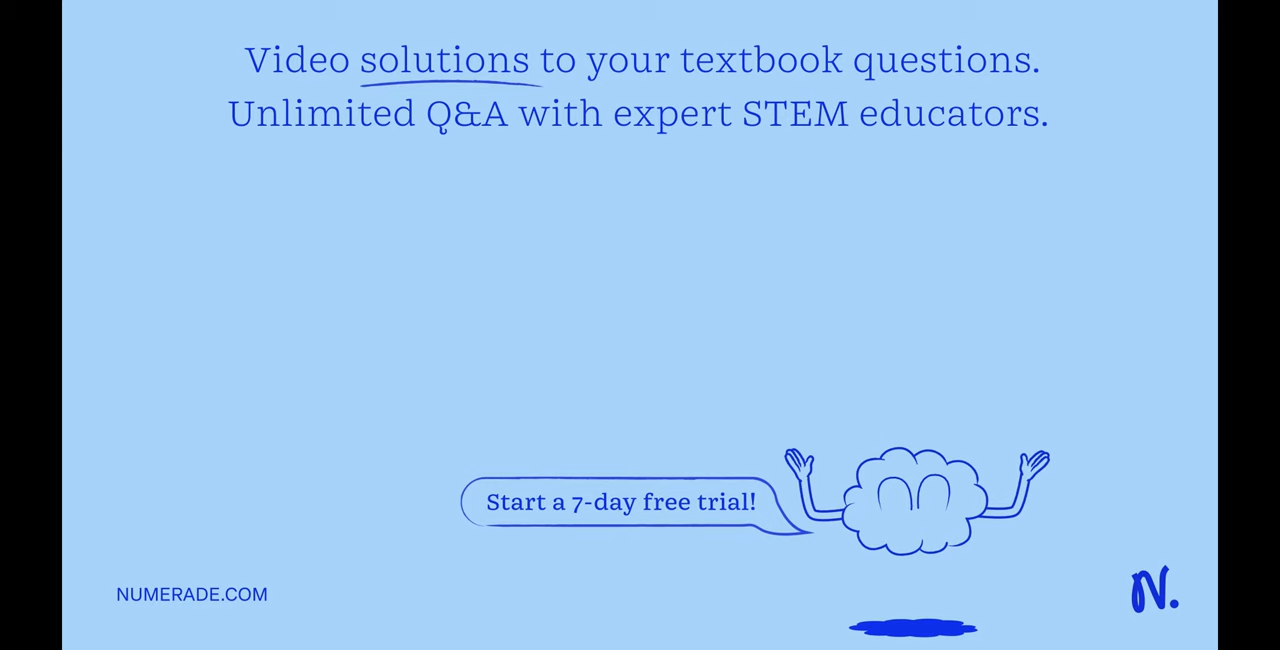 Video solutions to your textbook questions.
Unlimited Q&A with expert STEM educators.
Start a 7-day free trial!
NUMERADE.COM
N.